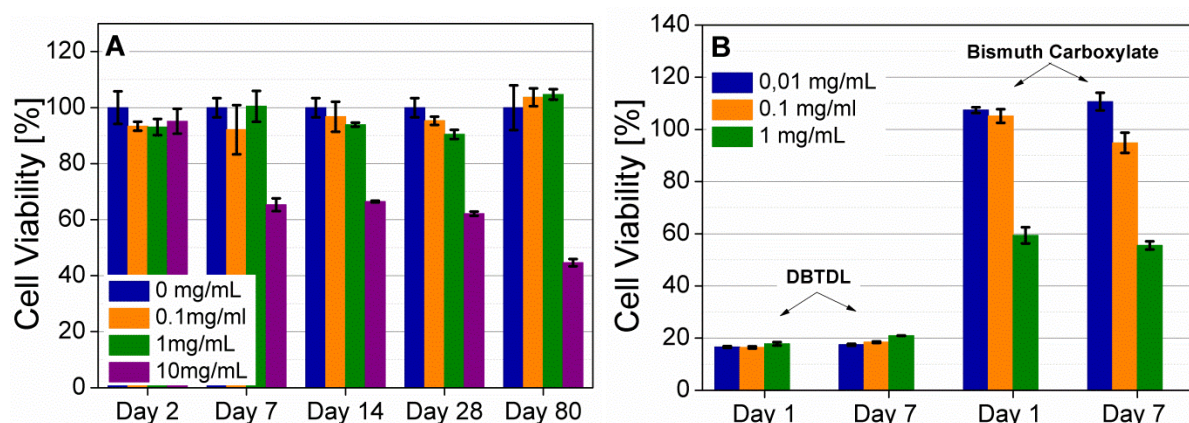 A
Cell Viability [%]
120
100
80
60
40
20
0
0 mg/mL
0.1mg/ml
1mg/mL
10mg/mL
Day 2 Day 7 Day 14 Day 28 Day 80
B
Cell Viability [%]
140
120
100
80
60
40
20
0
0,01 mg/mL
0.1 mg/ml
1 mg/mL
Bismuth Carboxylate
DBTDL
Day 1 Day 7 Day 1 Day 7